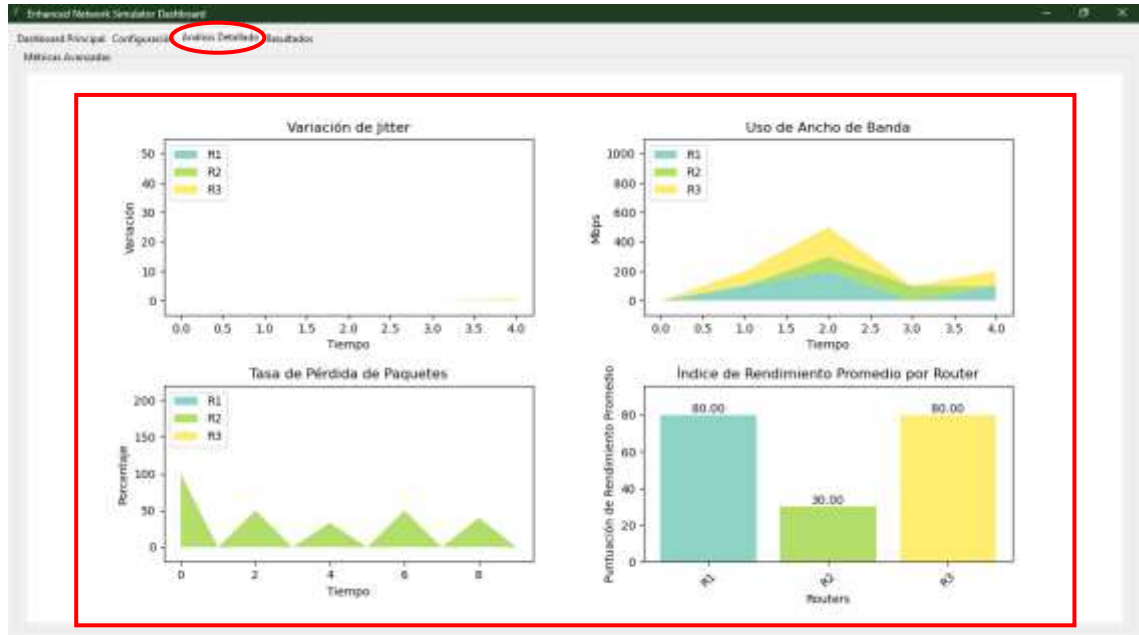 Enhanced Network Simulator Dashboard
Dashboard Principal Configuració Análisis Detallado Resultados
Métricas Avanzadas
Variación de Jitter
50
40
30
20
10
0
Variación
R1
R2
R3
0.0 0.5 1.0 1.5 2.0 2.5 3.0 3.5 4.0
Tiempo
Uso de Ancho de Banda
1000
800
600
400
200
0
Mbps
R1
R2
R3
0.0 0.5 1.0 1.5 2.0 2.5 3.0 3.5 4.0
Tiempo
Tasa de Pérdida de Paquetes
200
150
100
50
0
Porcentaje
R1
R2
R3
0 2 4 6 8
Tiempo
Índice de Rendimiento Promedio por Router
80
60
40
20
0
Puntuación de Rendimiento Promedio
80.00
30.00
80.00
R1 R2 R3
Routers